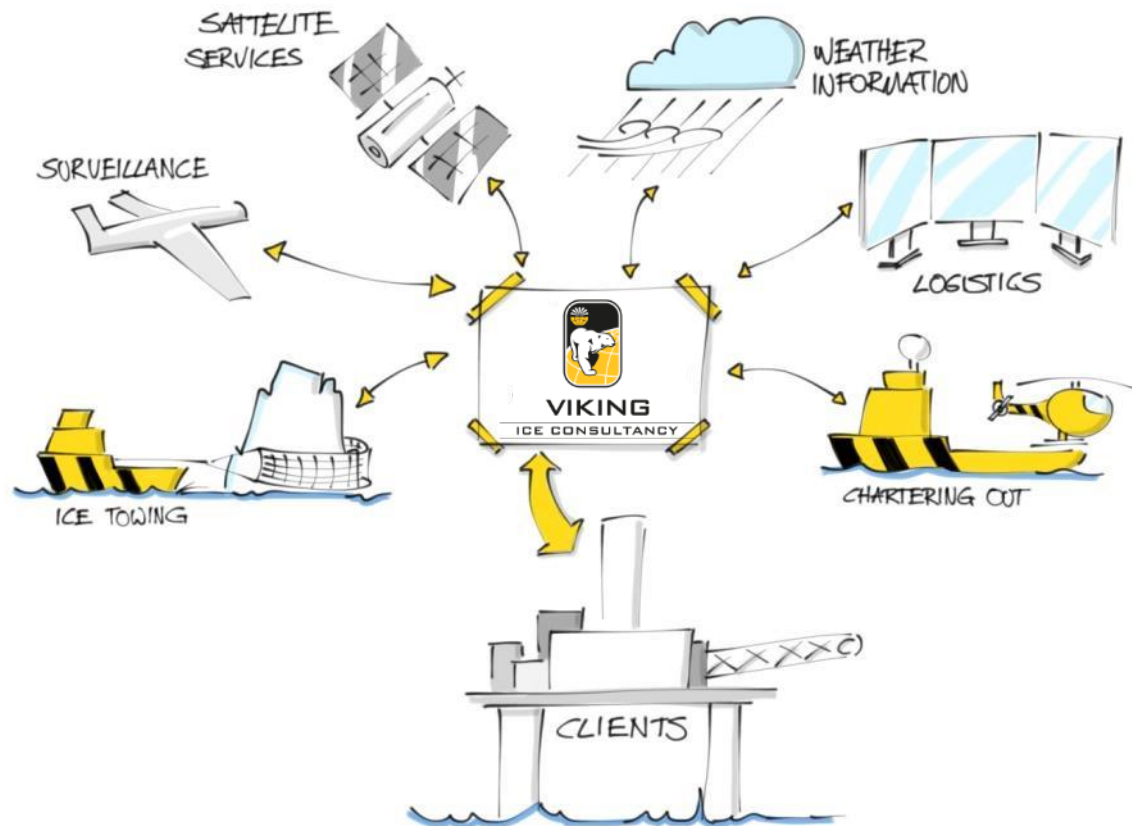 SATTELITE
SERVICES
WEATHER
INFORMATION
SURVEILLANCE
LOGISTICS
VIKING
ICE CONSULTANCY
ICE TOWING
CHARTERING OUT
CLIENTS